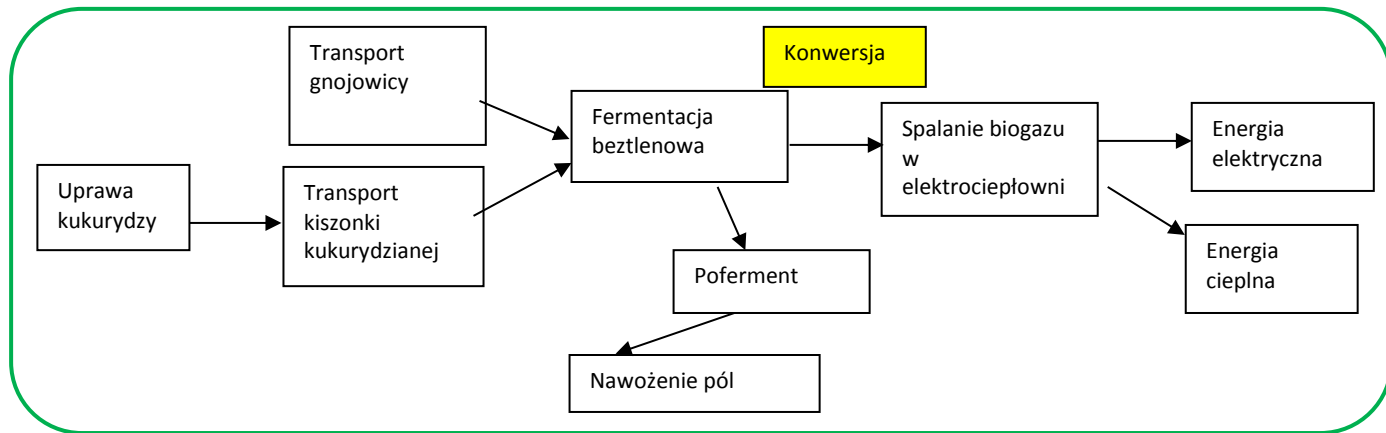 Transport
gnojowicy
Konwersja
Fermentacja
beztlenowa
Spalanie biogazu
w
elektrociepłowni
Energia
elektryczna
Uprawa
kukurydzy
Transport
kiszonki
kukurydzianej
Energia
cieplna
Poferment
Nawożenie pól